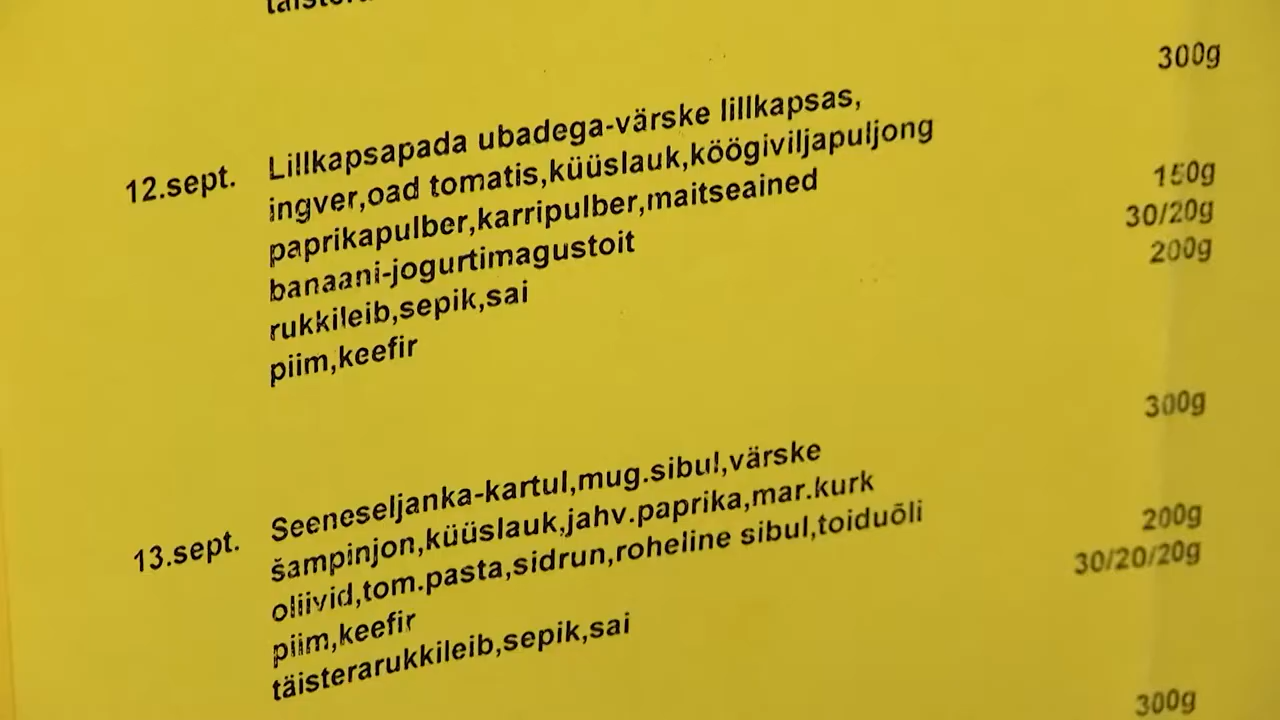 300g
12.sept. Lillkapsapada ubadega-värske lillkapsas,
ingver,oad tomatis,küüslauk,köögiviljapuljong
paprikapulber,karripulber,maitseained
banaani-jogurtimagustoit 150g
rukkileib,sepik,sai 30/20g
piim,keefir 200g
300g
13.sept. Seeneseljanka-kartul,mug.sibul,värske
šampinjon,küüslauk,jahv.paprika,mar.kurk
oliivid,tom.pasta,sidrun,roheline sibul,toiduõli
piim,keefir 200g
täisterarukkileib,sepik,sai 30/20/20g
300g